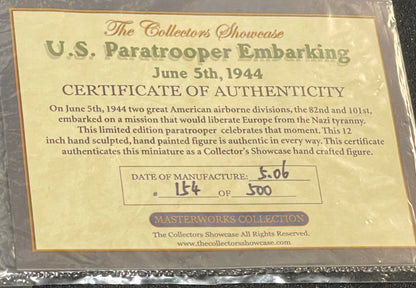 The Collectors Showcase
U.S. Paratrooper Embarking
June 5th, 1944
CERTIFICATE OF AUTHENTICITY
On June 5th, 1944 two great American airborne divisions, the 82nd and 101st,
embarked on a mission that would liberate Europe from the Nazi tyranny.
This limited edition paratrooper celebrates that moment. This 12
inch hand sculpted, hand painted figure is authentic in every way. This certificate
authenticates this miniature as a Collector's Showcase hand crafted figure.
DATE OF MANUFACTURE: 5.06
# 154 OF 500
MASTERWORKS COLLECTION
The Collectors Showcase All Rights Reserved.
www.thecollectorsshowcase.com